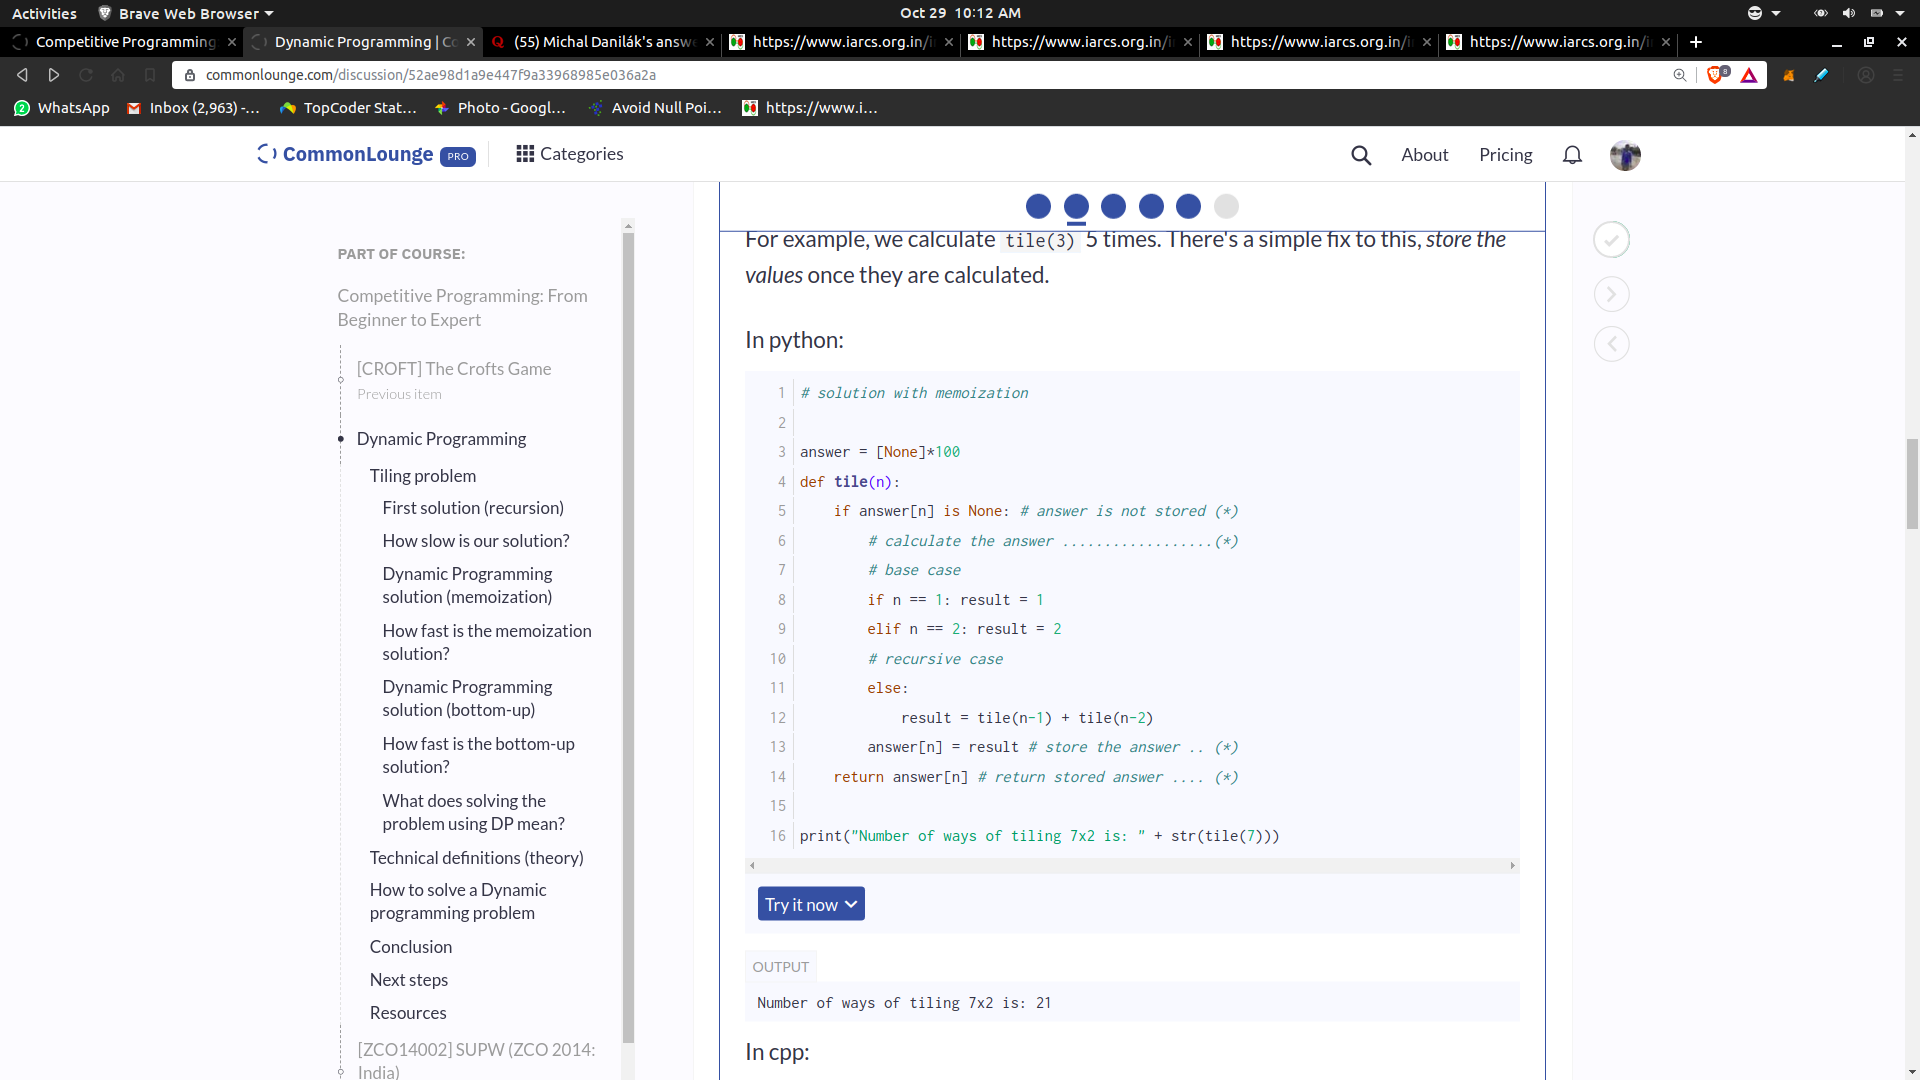 Activities Brave Web Browser Oct 29 10:12 AM
Competitive Programming Dynamic Programming | Co (55) Michal Danilák's answ https://www.iarcs.org.in/i https://www.iarcs.org.in/i https://www.iarcs.org.in/i https://www.iarcs.org.in/i
commonlounge.com/discussion/52ae98d1a9e447f9a33968985e036a2a 8
2 WhatsApp Inbox (2,963) -... TopCoder Stat... Photo - Googl... Avoid Null Poi... https://www.i...
CommonLounge PRO Categories About Pricing
PART OF COURSE:
Competitive Programming: From
Beginner to Expert
[CROFT] The Crofts Game
Previous item
Dynamic Programming
Tiling problem
First solution (recursion)
How slow is our solution?
Dynamic Programming
solution (memoization)
How fast is the memoization
solution?
Dynamic Programming
solution (bottom-up)
How fast is the bottom-up
solution?
What does solving the
problem using DP mean?
Technical definitions (theory)
How to solve a Dynamic
programming problem
Conclusion
Next steps
Resources
[ZCO14002] SUPW (ZCO 2014:
India)
For example, we calculate tile(3) 5 times. There's a simple fix to this, store the
values once they are calculated.
In python:
1 # solution with memoization
2
3 answer = [None]*100
4 def tile(n):
5     if answer[n] is None: # answer is not stored (*)
6         # calculate the answer ..................(*)
7         # base case
8         if n == 1: result = 1
9         elif n == 2: result = 2
10         # recursive case
11         else:
12             result = tile(n-1) + tile(n-2)
13         answer[n] = result # store the answer .. (*)
14     return answer[n] # return stored answer .... (*)
15
16 print("Number of ways of tiling 7x2 is: " + str(tile(7)))
Try it now
OUTPUT
Number of ways of tiling 7x2 is: 21
In cpp: